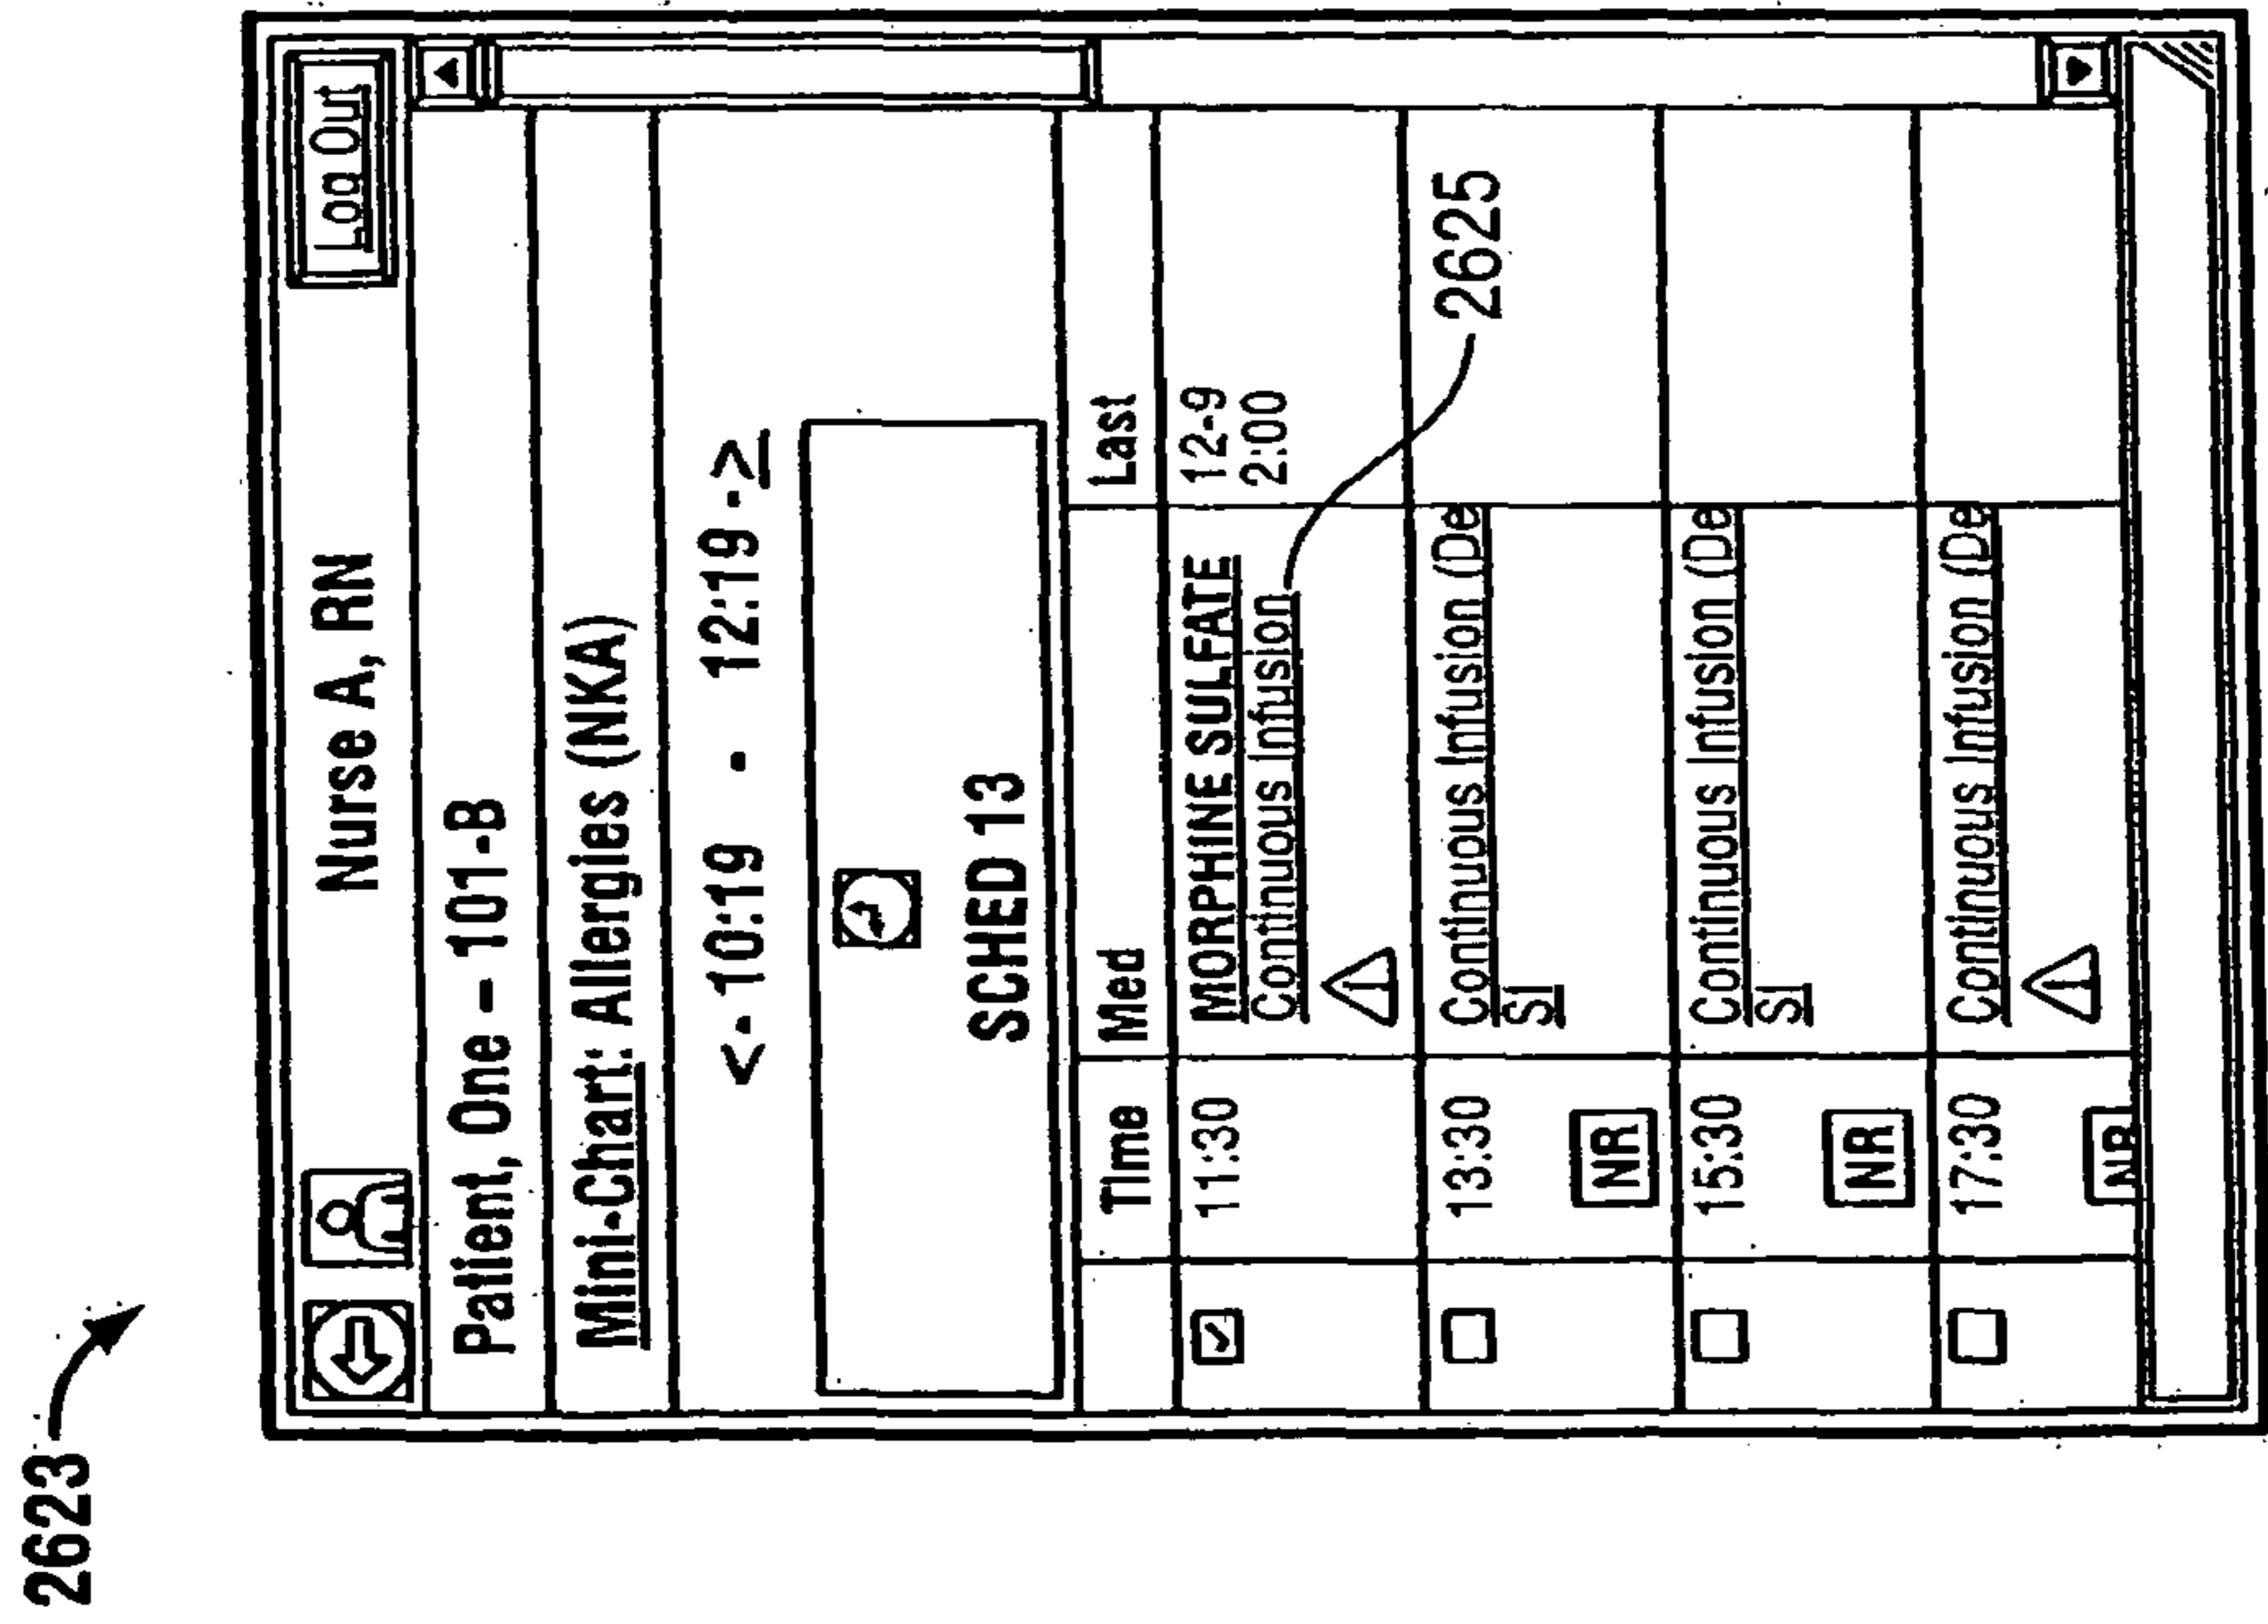 2623
Nurse A, RN Log Out
Patient, One - 101-B
Mini-Chart: Allergies (NKA)
<- 10:19 - 12:19 ->
SCHED 13
Time Med Last
11:30 MORPHINE SULFATE 12-9
Continuous Infusion 2:00
2625
13:30 Continuous Infusion (De
SI
NR
15:30 Continuous Infusion (De
SI
NR
17:30 Continuous Infusion (De
NR